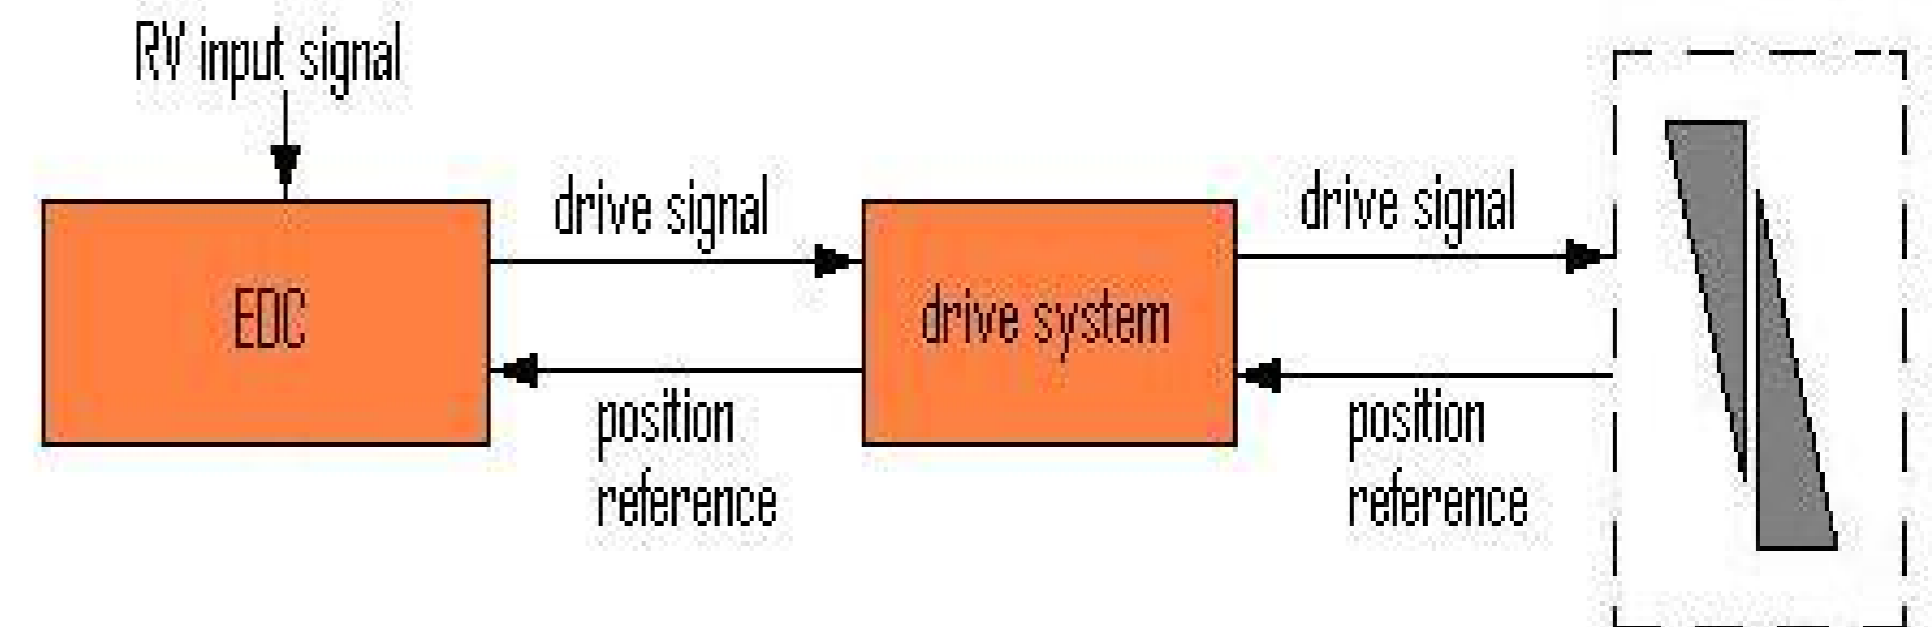 RV input signal
drive signal
drive signal
EDC
drive system
position
reference
position
reference